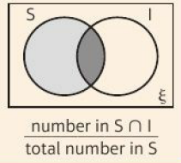 S I
ξ
number in S ∩ I
total number in S